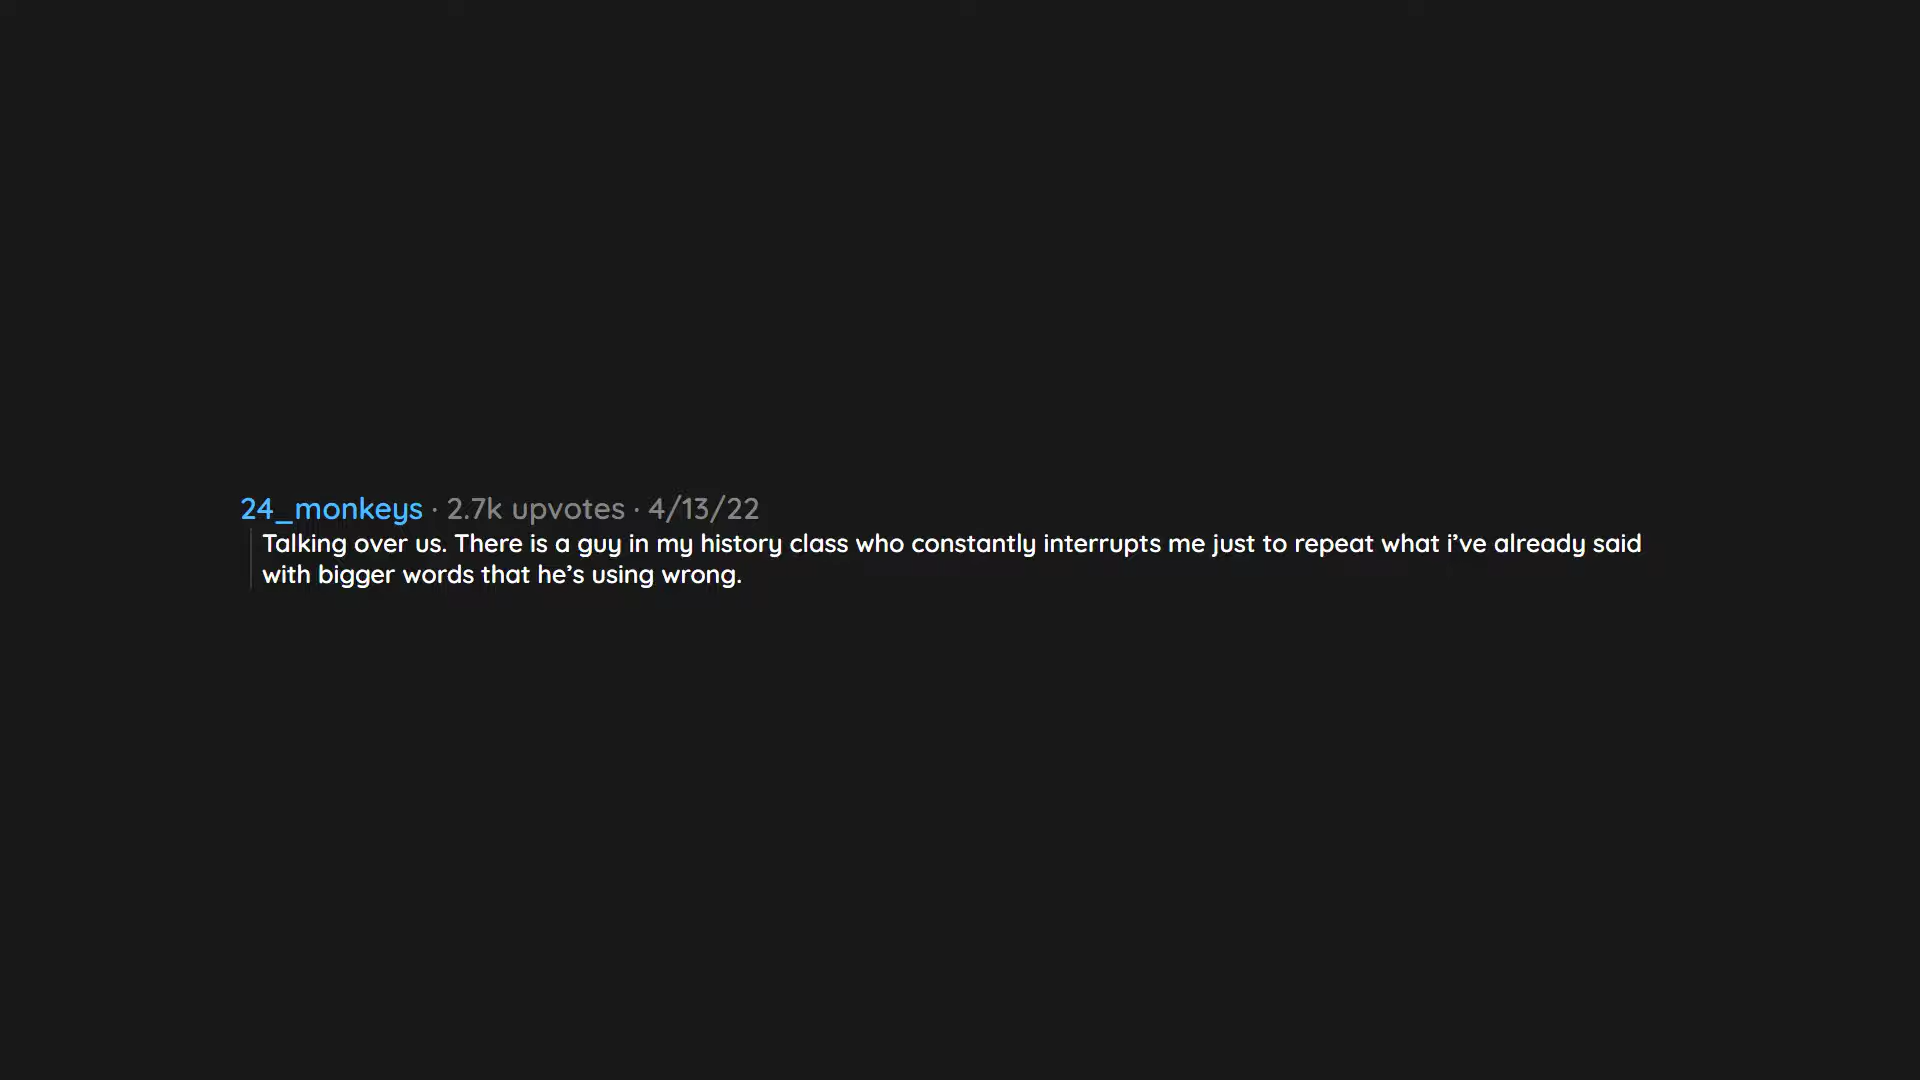 24_monkeys · 2.7k upvotes · 4/13/22
Talking over us. There is a guy in my history class who constantly interrupts me just to repeat what i’ve already said
with bigger words that he’s using wrong.